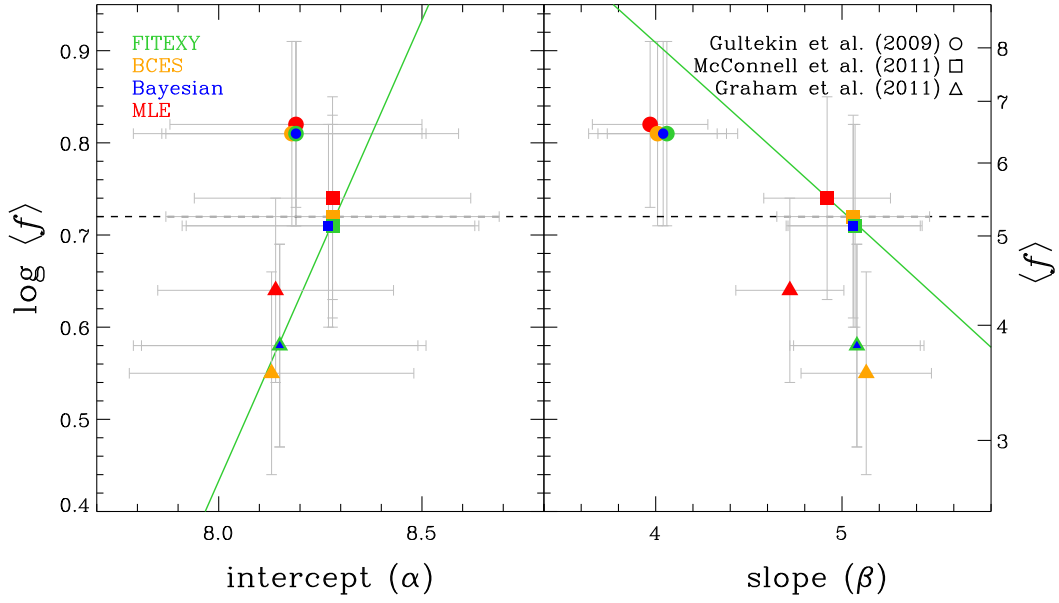 FITEXY
BCES
Bayesian
MLE
Gultekin et al. (2009)
McConnell et al. (2011)
Graham et al. (2011)
0.9
0.8
0.7
0.6
0.5
0.4
log ⟨f⟩
8
7
6
5
4
3
⟨f⟩
8.0
8.5
4
5
intercept (α)
slope (β)